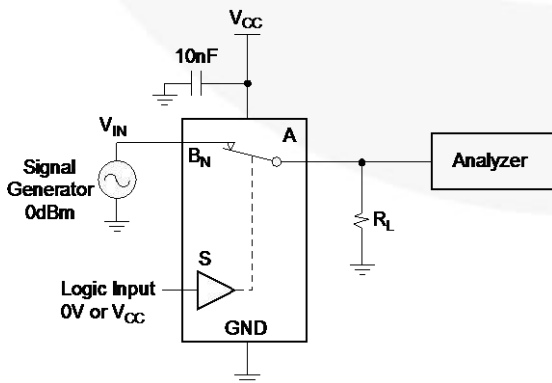 VCC
10nF
VIN
BN
A
Analyzer
Signal
Generator
0dBm
RL
S
Logic Input
0V or VCC
GND